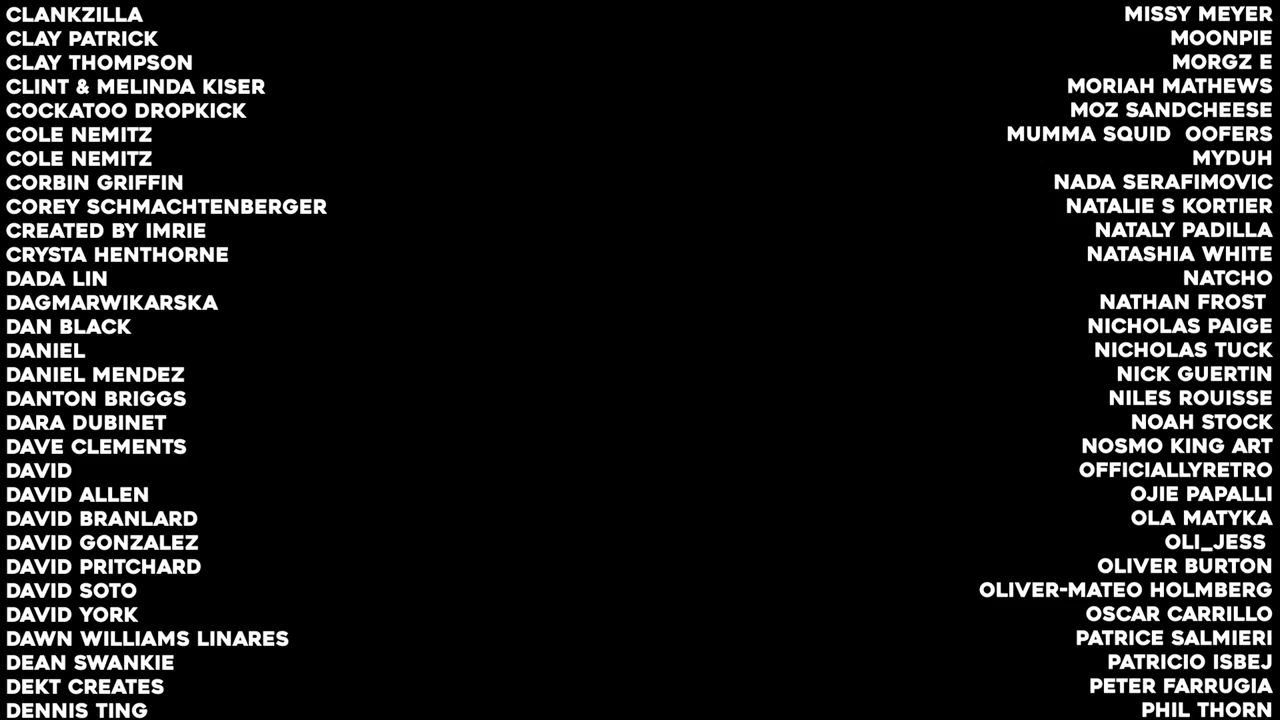 CLANKZILLA
CLAY PATRICK
CLAY THOMPSON
CLINT & MELINDA KISER
COCKATOO DROPKICK
COLE NEMITZ
COLE NEMITZ
CORBIN GRIFFIN
COREY SCHMACHTENBERGER
CREATED BY IMRIE
CRYSTA HENTHORNE
DADA LIN
DAGMARWIKARSKA
DAN BLACK
DANIEL
DANIEL MENDEZ
DANTON BRIGGS
DARA DUBINET
DAVE CLEMENTS
DAVID
DAVID ALLEN
DAVID BRANLARD
DAVID GONZALEZ
DAVID PRITCHARD
DAVID SOTO
DAVID YORK
DAWN WILLIAMS LINARES
DEAN SWANKIE
DEKT CREATES
DENNIS TING
MISSY MEYER
MOONPIE
MORGZ E
MORIAH MATHEWS
MOZ SANDCHEESE
MUMMA SQUID  OOFERS
MYDUH
NADA SERAFIMOVIC
NATALIE S KORTIER
NATALY PADILLA
NATASHIA WHITE
NATCHO
NATHAN FROST
NICHOLAS PAIGE
NICHOLAS TUCK
NICK GUERTIN
NILES ROUISSE
NOAH STOCK
NOSMO KING ART
OFFICIALLYRETRO
OJIE PAPALLI
OLA MATYKA
OLI_JESS
OLIVER BURTON
OLIVER-MATEO HOLMBERG
OSCAR CARRILLO
PATRICE SALMIERI
PATRICIO ISBEJ
PETER FARRUGIA
PHIL THORN